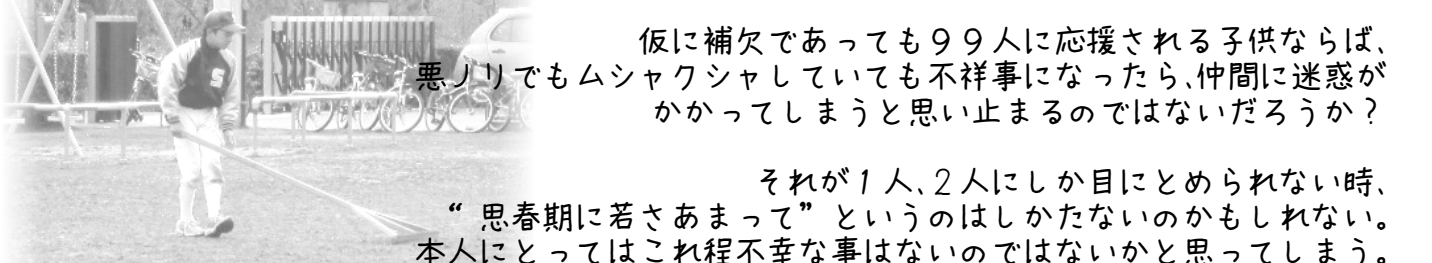 仮に補欠であっても９９人に応援される子供ならば、
悪ノリでもムシャクシャしていても不祥事になったら､仲間に迷惑が
かかってしまうと思い止まるのではないだろうか？
それが１人､２人にしか目にとめられない時､
“思春期に若さあまって”というのはしかたないのかもしれない。
本人にとってはこれ程不幸な事はないのではないかと思ってしまう。
S